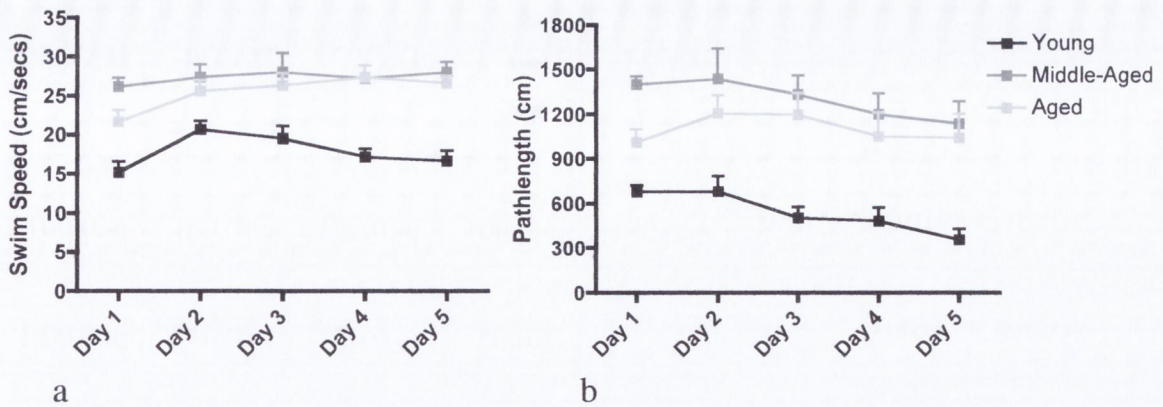 Swim Speed (cm/secs)
35
30
25
20
15
10
5
0
Day 1
Day 2
Day 3
Day 4
Day 5
a
Pathlength (cm)
1800
1500
1200
900
600
300
0
Day 1
Day 2
Day 3
Day 4
Day 5
b
Young
Middle-Aged
Aged